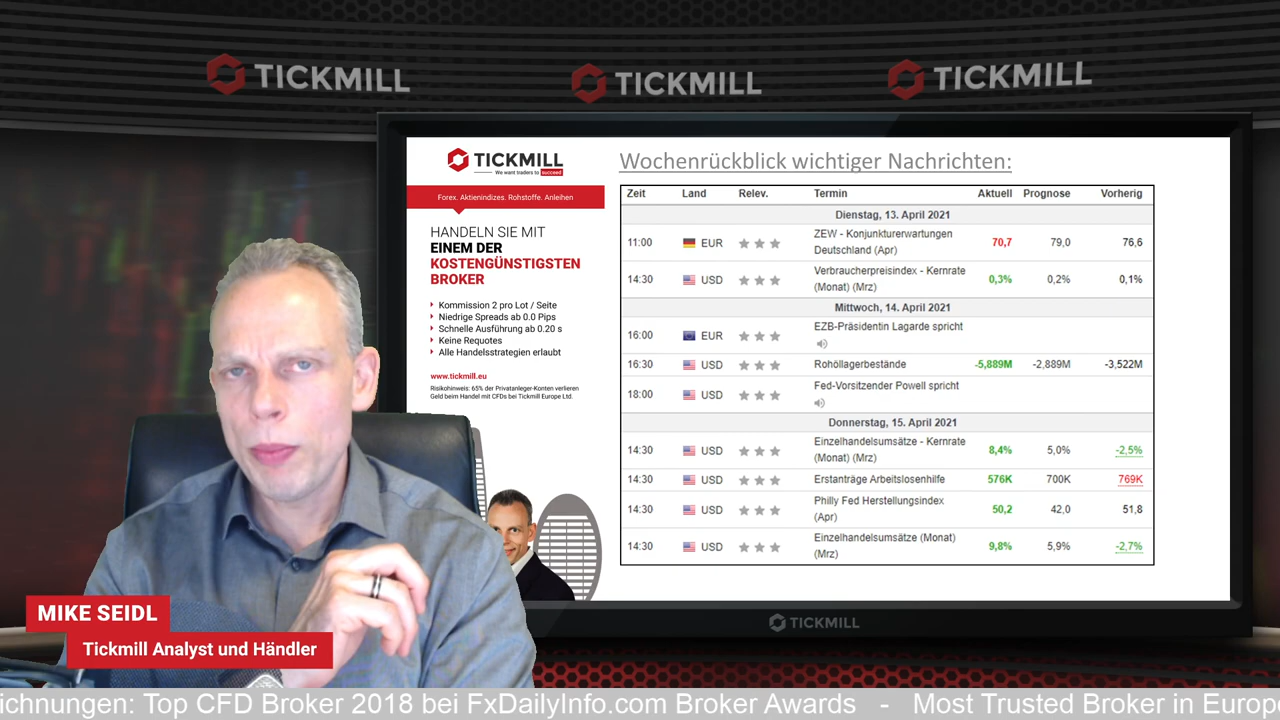 TICKMILL
TICKMILL
TICKMILL
TICKMILL
We want traders to succeed
Forex. Aktienindizes. Rohstoffe. Anleihen
HANDELN SIE MIT
EINEM DER
KOSTENGÜNSTIGSTEN
BROKER
Kommission 2 pro Lot / Seite
Niedrige Spreads ab 0.0 Pips
Schnelle Ausführung ab 0.20 s
Keine Requotes
Alle Handelsstrategien erlaubt
www.tickmill.eu
Risikohinweis: 65% der Privatanleger-Konten verlieren
Geld beim Handel mit CFDs bei Tickmill Europe Ltd.
Wochenrückblick wichtiger Nachrichten:
Zeit Land Relev. Termin Aktuell Prognose Vorherig
Dienstag, 13. April 2021
11:00 EUR ZEW - Konjunkturerwartungen
Deutschland (Apr) 70,7 79,0 76,6
14:30 USD Verbraucherpreisindex - Kernrate
(Monat) (Mrz) 0,3% 0,2% 0,1%
Mittwoch, 14. April 2021
16:00 EUR EZB-Präsidentin Lagarde spricht
16:30 USD Rohöllagerbestände -5,889M -2,889M -3,522M
18:00 USD Fed-Vorsitzender Powell spricht
Donnerstag, 15. April 2021
14:30 USD Einzelhandelsumsätze - Kernrate
(Monat) (Mrz) 8,4% 5,0% -2,5%
14:30 USD Erstanträge Arbeitslosenhilfe 576K 700K 769K
14:30 USD Philly Fed Herstellungsindex
(Apr) 50,2 42,0 51,8
14:30 USD Einzelhandelsumsätze (Monat)
(Mrz) 9,8% 5,9% -2,7%
TICKMILL
MIKE SEIDL
Tickmill Analyst und Händler
ichnungen: Top CFD Broker 2018 bei FxDailyInfo.com Broker Awards - Most Trusted Broker in Europe